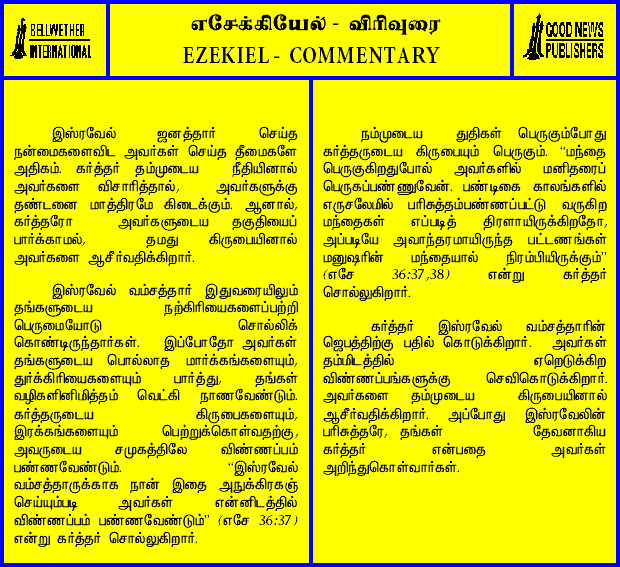 BELLWETHER
INTERNATIONAL
எசேக்கியேல் - விரிவுரை
EZEKIEL - COMMENTARY
GOOD NEWS
PUBLISHERS
இஸ்ரவேல் ஜனத்தார் செய்த
நன்மைகளைவிட அவர்கள் செய்த தீமைகளே
அதிகம். கர்த்தர் தம்முடைய நீதியினால்
அவர்களை விசாரித்தால், அவர்களுக்கு
தண்டனை மாத்திரமே கிடைக்கும். ஆனால்,
கர்த்தரோ அவர்களுடைய தகுதியைப்
பார்க்காமல், தமது கிருபையினால்
அவர்களை ஆசீர்வதிக்கிறார்.
இஸ்ரவேல் வம்சத்தார் இதுவரையிலும்
தங்களுடைய நற்கிரியைகளைப்பற்றி
பெருமையோடு சொல்லிக்
கொண்டிருந்தார்கள். இப்போதோ அவர்கள்
தங்களுடைய பொல்லாத மார்க்கங்களையும்,
துர்க்கிரியைகளையும் பார்த்து, தங்கள்
வழிகளினிமித்தம் வெட்கி நாணவேண்டும்.
கர்த்தருடைய கிருபைகளையும்,
இரக்கங்களையும் பெற்றுக்கொள்வதற்கு,
அவருடைய சமுகத்திலே விண்ணப்பம்
பண்ணவேண்டும். “இஸ்ரவேல்
வம்சத்தாருக்காக நான் இதை அநுக்கிரகஞ்
செய்யும்படி அவர்கள் என்னிடத்தில்
விண்ணப்பம் பண்ணவேண்டும்” (எசே 36:37)
என்று கர்த்தர் சொல்லுகிறார்.
நம்முடைய துதிகள் பெருகும்போது
கர்த்தருடைய கிருபையும் பெருகும். “மந்தை
பெருகுகிறதுபோல் அவர்களில் மனிதரைப்
பெருகப்பண்ணுவேன். பண்டிகை காலங்களில்
எருசலேமில் பரிசுத்தம்பண்ணப்பட்டு வருகிற
மந்தைகள் எப்படித் திரளாயிருக்கிறதோ,
அப்படியே அவாந்தரமாயிருந்த பட்டணங்கள்
மனுஷரின் மந்தையால் நிரம்பியிருக்கும்”
(எசே 36:37,38) என்று கர்த்தர்
சொல்லுகிறார்.
கர்த்தர் இஸ்ரவேல் வம்சத்தாரின்
ஜெபத்திற்கு பதில் கொடுக்கிறார். அவர்கள்
தம்மிடத்தில் ஏறெடுக்கிற
விண்ணப்பங்களுக்கு செவிகொடுக்கிறார்.
அவர்களை தம்முடைய கிருபையினால்
ஆசீர்வதிக்கிறார். அப்போது இஸ்ரவேலின்
பரிசுத்தரே, தங்கள் தேவனாகிய
கர்த்தர் என்பதை அவர்கள்
அறிந்துகொள்வார்கள்.